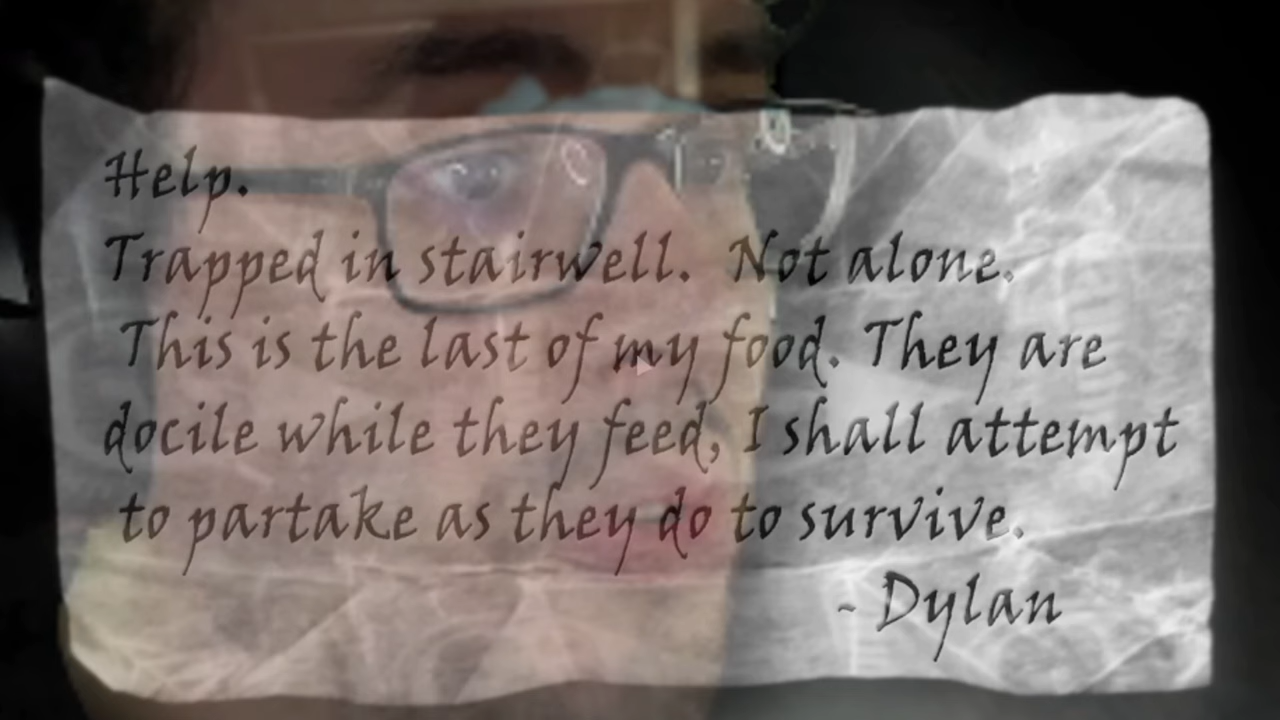 Help.
Trapped in stairwell. Not alone.
This is the last of my food. They are
docile while they feed, I shall attempt
to partake as they do to survive.
- Dylan